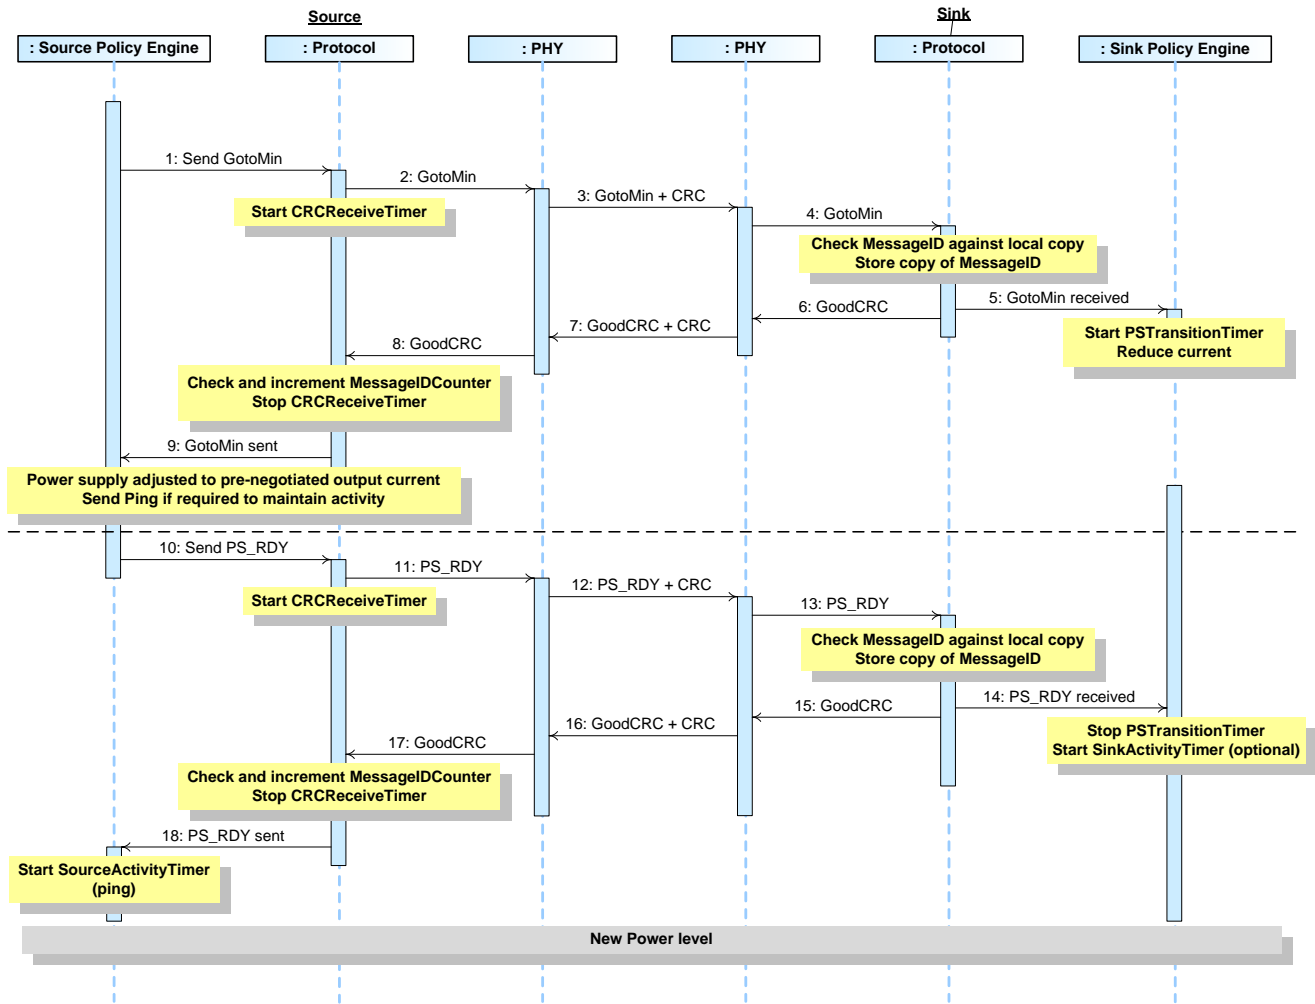 Source
Sink
: Source Policy Engine
: Protocol
: PHY
: PHY
: Protocol
: Sink Policy Engine
1: Send GotoMin
2: GotoMin
Start CRCReceiveTimer
3: GotoMin + CRC
4: GotoMin
Check MessageID against local copy
Store copy of MessageID
5: GotoMin received
6: GoodCRC
Start PSTransitionTimer
Reduce current
7: GoodCRC + CRC
8: GoodCRC
Check and increment MessageIDCounter
Stop CRCReceiveTimer
9: GotoMin sent
Power supply adjusted to pre-negotiated output current
Send Ping if required to maintain activity
10: Send PS_RDY
11: PS_RDY
Start CRCReceiveTimer
12: PS_RDY + CRC
13: PS_RDY
Check MessageID against local copy
Store copy of MessageID
14: PS_RDY received
15: GoodCRC
Stop PSTransitionTimer
Start SinkActivityTimer (optional)
16: GoodCRC + CRC
17: GoodCRC
Check and increment MessageIDCounter
Stop CRCReceiveTimer
18: PS_RDY sent
Start SourceActivityTimer
(ping)
New Power level